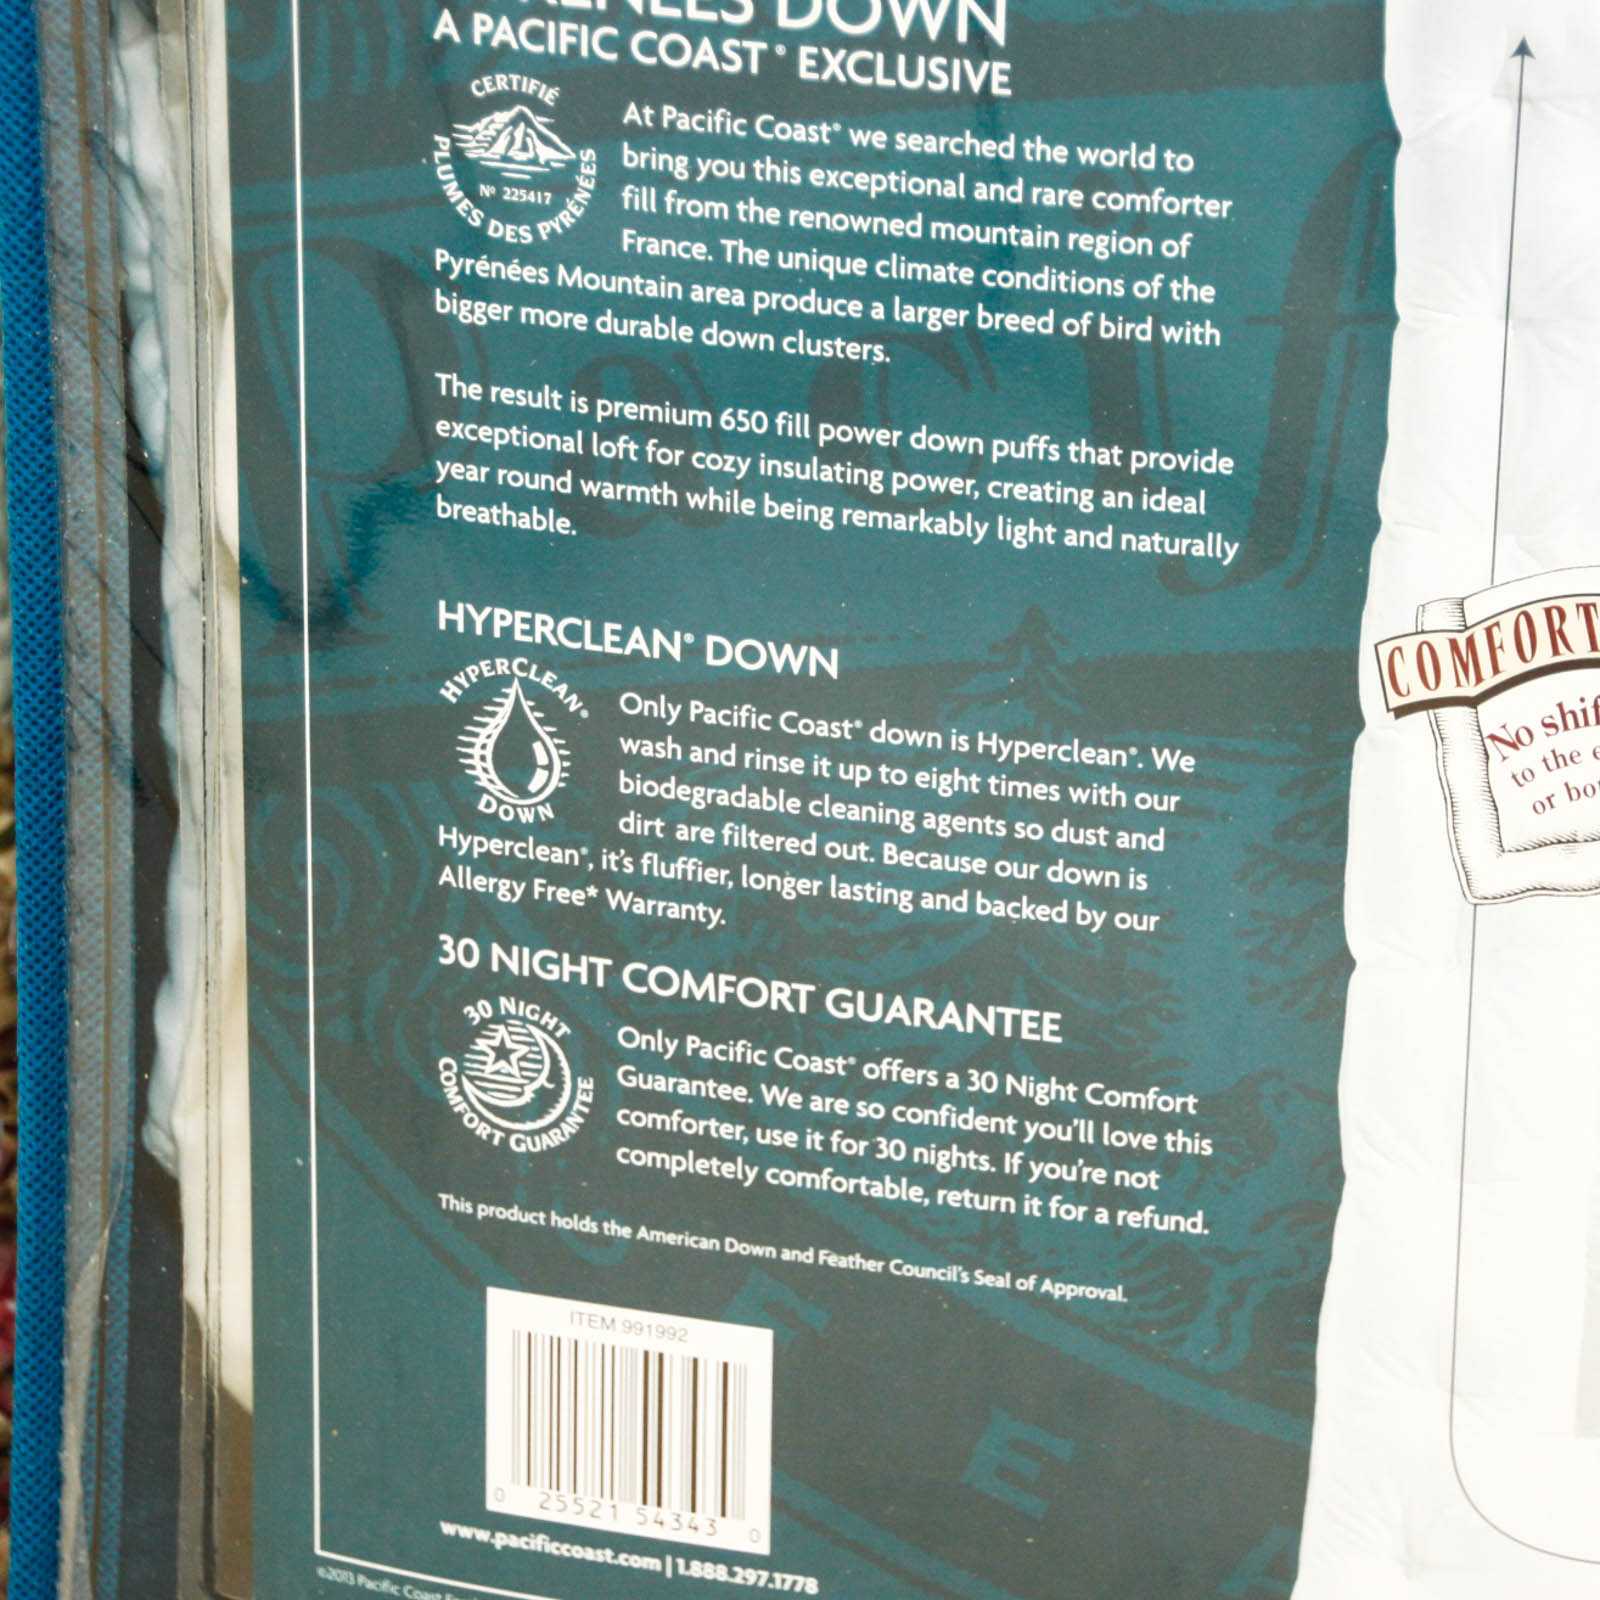 DOWN
A PACIFIC COAST® EXCLUSIVE
CERTIFIÉ
PLUMES DES PYRÉNÉES
Nº 225417
At Pacific Coast® we searched the world to
bring you this exceptional and rare comforter
fill from the renowned mountain region of
France. The unique climate conditions of the
Pyrénées Mountain area produce a larger breed of bird with
bigger more durable down clusters.
The result is premium 650 fill power down puffs that provide
exceptional loft for cozy insulating power, creating an ideal
year round warmth while being remarkably light and naturally
breathable.
HYPERCLEAN® DOWN
HYPERCLEAN®
DOWN
Only Pacific Coast® down is Hyperclean®. We
wash and rinse it up to eight times with our
biodegradable cleaning agents so dust and
dirt are filtered out. Because our down is
Hyperclean®, it's fluffier, longer lasting and backed by our
Allergy Free* Warranty.
30 NIGHT COMFORT GUARANTEE
30 NIGHT
COMFORT GUARANTEE
Only Pacific Coast® offers a 30 Night Comfort
Guarantee. We are so confident you'll love this
comforter, use it for 30 nights. If you're not
completely comfortable, return it for a refund.
This product holds the American Down and Feather Council's Seal of Approval.
ITEM 991992
0 25521 54343 0
www.pacificcoast.com | 1.888.297.1778
©2013 Pacific Coast
COMFORT
No shif
to the e
or bo